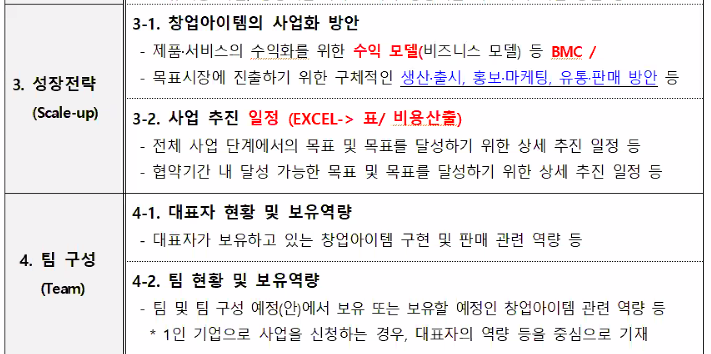 3. 성장전략
(Scale-up)
3-1. 창업아이템의 사업화 방안
- 제품·서비스의 수익화를 위한 수익 모델(비즈니스 모델) 등 BMC /
- 목표시장에 진출하기 위한 구체적인 생산·출시, 홍보·마케팅, 유통·판매 방안 등
3-2. 사업 추진 일정 (EXCEL-> 표/ 비용산출)
- 전체 사업 단계에서의 목표 및 목표를 달성하기 위한 상세 추진 일정 등
- 협약기간 내 달성 가능한 목표 및 목표를 달성하기 위한 상세 추진 일정 등
4. 팀 구성
(Team)
4-1. 대표자 현황 및 보유역량
- 대표자가 보유하고 있는 창업아이템 구현 및 판매 관련 역량 등
4-2. 팀 현황 및 보유역량
- 팀 및 팀 구성 예정(안)에서 보유 또는 보유할 예정인 창업아이템 관련 역량 등
* 1인 기업으로 사업을 신청하는 경우, 대표자의 역량 등을 중심으로 기재